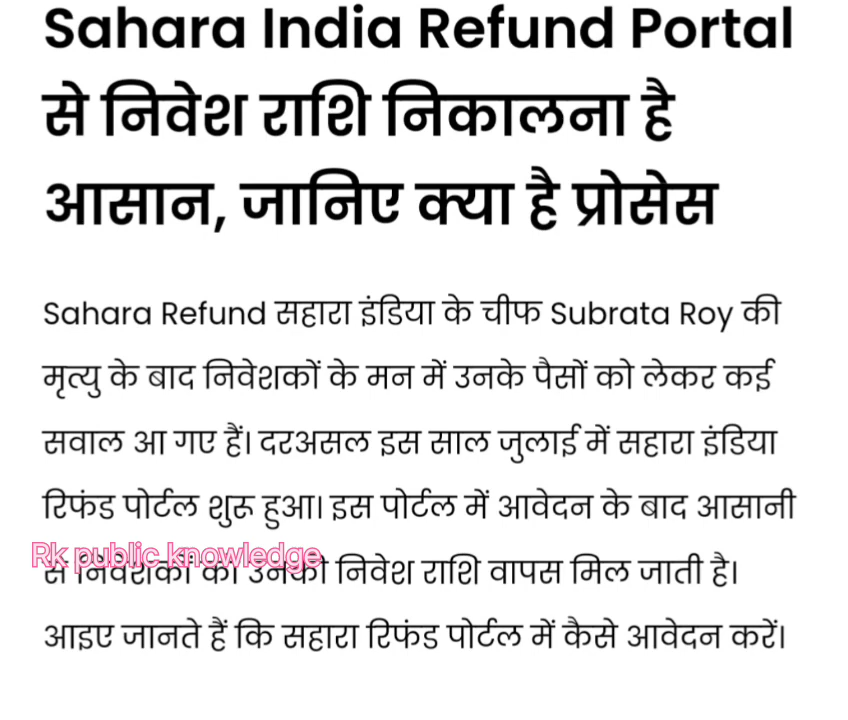 Sahara India Refund Portal
से निवेश राशि निकालना है
आसान, जानिए क्या है प्रोसेस
Sahara Refund सहारा इंडिया के चीफ Subrata Roy की
मृत्यु के बाद निवेशकों के मन में उनके पैसों को लेकर कई
सवाल आ गए हैं। दरअसल इस साल जुलाई में सहारा इंडिया
रिफंड पोर्टल शुरू हुआ। इस पोर्टल में आवेदन के बाद आसानी
Rk public knowledge
से निवेशकों को उनकी निवेश राशि वापस मिल जाती है।
आइए जानते हैं कि सहारा रिफंड पोर्टल में कैसे आवेदन करें।